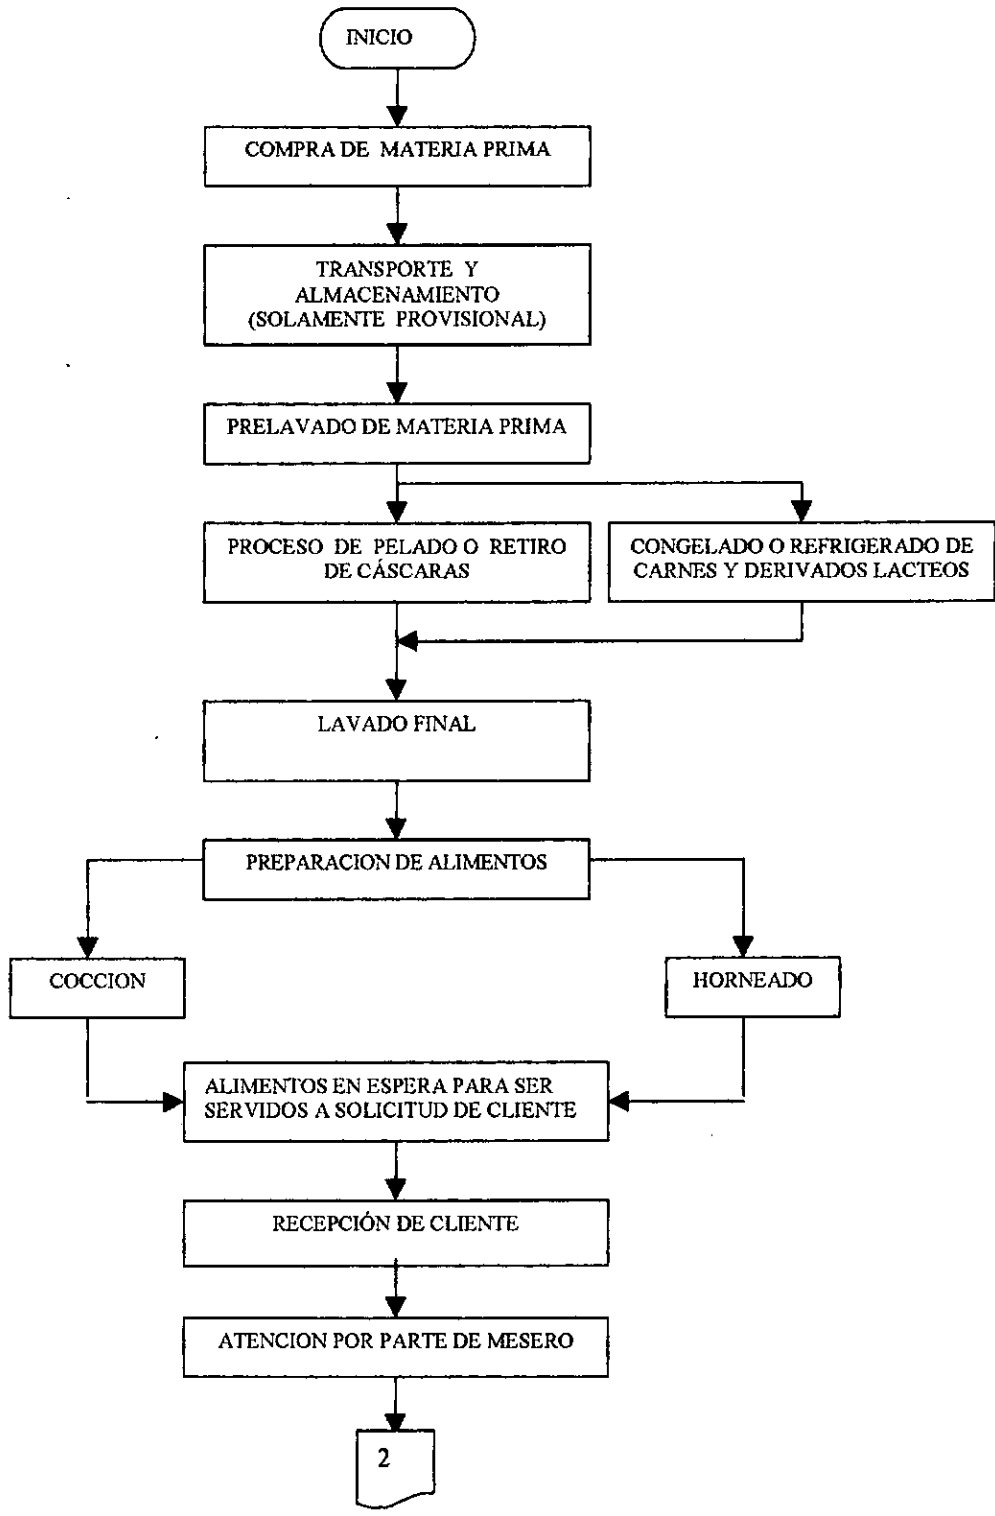 INICIO
COMPRA DE MATERIA PRIMA
TRANSPORTE Y
ALMACENAMIENTO
(SOLAMENTE PROVISIONAL)
PRELAVADO DE MATERIA PRIMA
PROCESO DE PELADO O RETIRO
DE CÁSCARAS
CONGELADO O REFRIGERADO DE
CARNES Y DERIVADOS LACTEOS
LAVADO FINAL
PREPARACION DE ALIMENTOS
COCCION
HORNEADO
ALIMENTOS EN ESPERA PARA SER
SERVIDOS A SOLICITUD DE CLIENTE
RECEPCIÓN DE CLIENTE
ATENCION POR PARTE DE MESERO
2